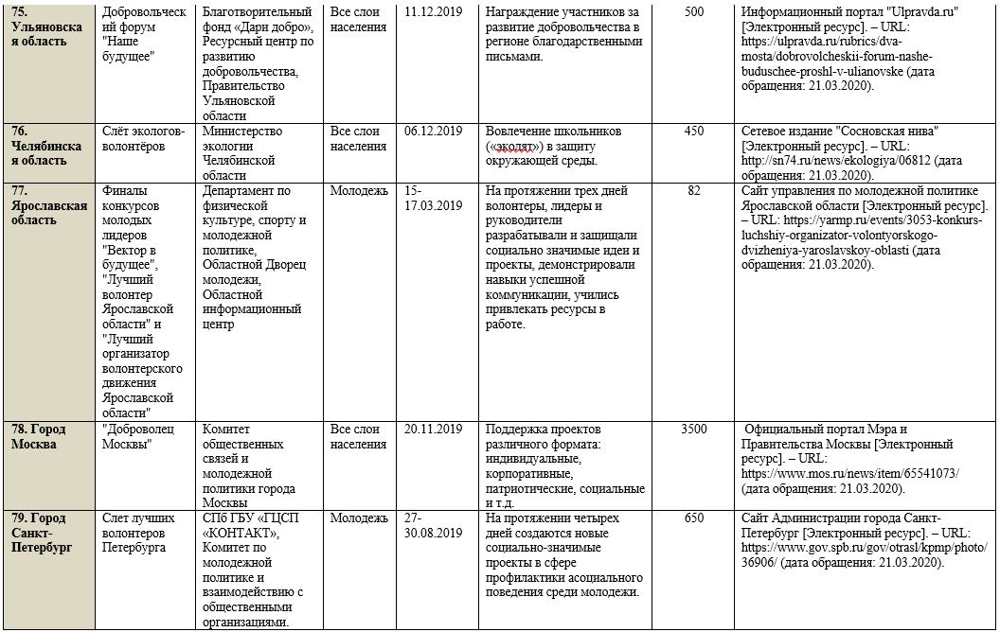 75.
Ульяновска
я область
Добровольческ
ий форум
"Наше
будущее"
Благотворительный
фонд «Дари добро»,
Ресурсный центр по
развитию
добровольчества,
Правительство
Ульяновской
области
Все слои
населения
11.12.2019
Награждение участников за
развитие добровольчества в
регионе благодарственными
письмами.
500
Информационный портал "Ulpravda.ru"
[Электронный ресурс]. – URL:
https://ulpravda.ru/rubrics/dva-
mosta/dobrovolcheskii-forum-nashe-
buduschee-proshl-v-ulianovske (дата
обращения: 21.03.2020).
76.
Челябинска
я область
Слёт экологов-
волонтёров
Министерство
экологии
Челябинской
области
Все слои
населения
06.12.2019
Вовлечение школьников
(«экодят») в защиту
окружающей среды.
450
Сетевое издание "Сосновская нива"
[Электронный ресурс]. – URL:
http://sn74.ru/news/ekologiya/06812 (дата
обращения: 21.03.2020).
77.
Ярославская
область
Финалы
конкурсов
молодых
лидеров
"Вектор в
будущее",
"Лучший
волонтер
Ярославской
области" и
"Лучший
организатор
волонтерского
движения
Ярославской
области"
Департамент по
физической
культуре, спорту и
молодежной
политике,
Областной Дворец
молодежи,
Областной
информационный
центр
Молодежь
15-
17.03.2019
На протяжении трех дней
волонтеры, лидеры и
руководители
разрабатывали и защищали
социально значимые идеи и
проекты, демонстрировали
навыки успешной
коммуникации, учились
привлекать ресурсы в
работе.
82
Сайт управления по молодежной политике
Ярославской области [Электронный ресурс].
– URL: https://yarmp.ru/events/3053-konkurs-
luchshiy-organizator-volontyorskogo-
dvizheniya-yaroslavskoy-oblasti (дата
обращения: 21.03.2020).
78. Город
Москва
"Доброволец
Москвы"
Комитет
общественных
связей и
молодежной
политики города
Москвы
Все слои
населения
20.11.2019
Поддержка проектов
различного формата:
индивидуальные,
корпоративные,
патриотические, социальные
и т.д.
3500
Официальный портал Мэра и
Правительства Москвы [Электронный
ресурс]. – URL:
https://www.mos.ru/news/item/65541073/
(дата обращения: 21.03.2020).
79. Город
Санкт-
Петербург
Слет лучших
волонтеров
Петербурга
СПб ГБУ «ГЦСП
«КОНТАКТ»,
Комитет по
молодежной
политике и
взаимодействию с
общественными
организациями.
Молодежь
27-
30.08.2019
На протяжении четырех
дней создаются новые
социально-значимые
проекты в сфере
профилактики асоциального
поведения среди молодежи.
650
Сайт Администрации города Санкт-
Петербург [Электронный ресурс]. – URL:
https://www.gov.spb.ru/gov/otrasl/kpmp/photo/
36906/ (дата обращения: 21.03.2020).